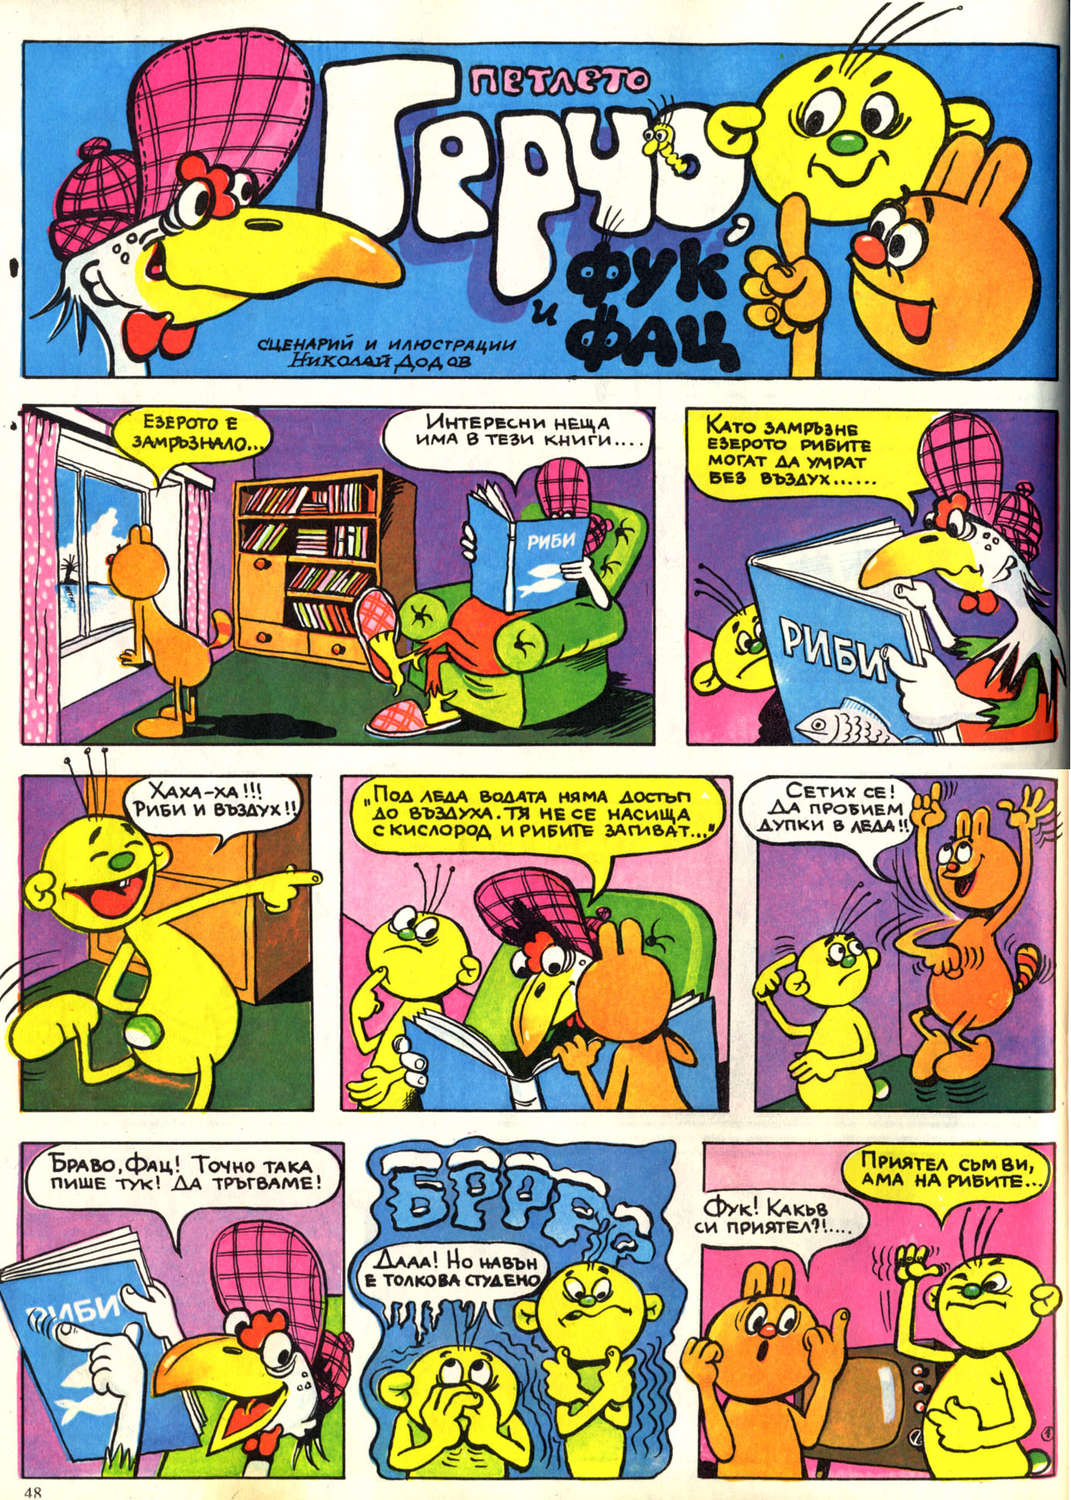 ПЕТЛЕТО
ГЕРЧО,
И
ФУК
ФАЦ
СЦЕНАРИЙ И ИЛЮСТРАЦИИ
НИКОЛАЙ ДОДОВ
ЕЗЕРОТО Е
ЗАМРЪЗНАЛО...
ИНТЕРЕСНИ НЕЩА
ИМА В ТЕЗИ КНИГИ....
РИБИ
КАТО ЗАМРЪЗНЕ
ЕЗЕРОТО РИБИТЕ
МОГАТ ДА УМРАТ
БЕЗ ВЪЗДУХ......
РИБИ
ХАХА-ХА!!!
РИБИ И ВЪЗДУХ!!
„ПОД ЛЕДА ВОДАТА НЯМА ДОСТЪП
ДО ВЪЗДУХА. ТЯ НЕ СЕ НАСИЩА
С КИСЛОРОД И РИБИТЕ ЗАГИВАТ..."
СЕТИХ СЕ!
ДА ПРОБИЕМ
ДУПКИ В ЛЕДА!!
БРАВО, ФАЦ! ТОЧНО ТАКА
ПИШЕ ТУК! ДА ТРЪГВАМЕ!
РИБИ
БРРРР
ДААА! НО НАВЪН
Е ТОЛКОВА СТУДЕНО
ПРИЯТЕЛ СЪМ ВИ,
АМА НА РИБИТЕ...
ФУК! КАКЪВ
СИ ПРИЯТЕЛ?!....
1
48